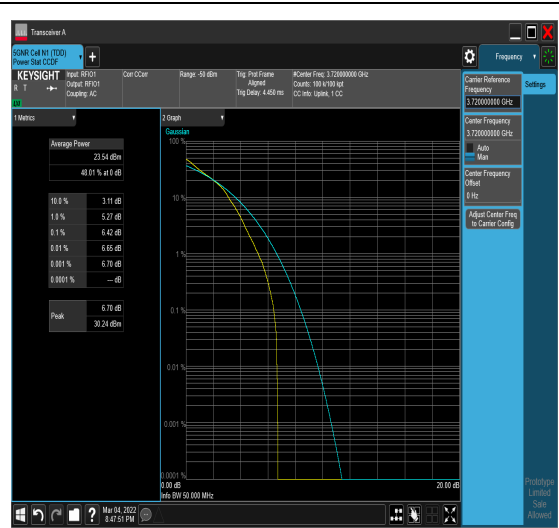 Transceiver A
5GNR Cell N1 (TDD)
Power Stat CCDF
Frequency
KEYSIGHT
R T
LXI
Input: RFIO1
Output: RFIO1
Coupling: AC
Corr CCorr
Range: -50 dBm
Trig: Prot Frame
Aligned
Trig Delay: 4.450 ms
#Center Freq: 3.720000000 GHz
Counts: 100 k/100 kpt
CC Info: Uplink, 1 CC
1 Metrics
Average Power
23.54 dBm
48.01 % at 0 dB
10.0 % 3.11 dB
1.0 % 5.27 dB
0.1 % 6.42 dB
0.01 % 6.65 dB
0.001 % 6.70 dB
0.0001 % --- dB
Peak
6.70 dB
30.24 dBm
2 Graph
Gaussian
100 %
10 %
1 %
0.1 %
0.01 %
0.001 %
0.0001 %
0.00 dB
20.00 dB
Info BW 50.000 MHz
Carrier Reference
Frequency
3.720000000 GHz
Center Frequency
3.720000000 GHz
Auto
Man
Center Frequency
Offset
0 Hz
Adjust Center Freq
to Carrier Config
Settings
Prototype
Limited
Sale
Allowed
?
Mar 04, 2022
8:47:51 PM